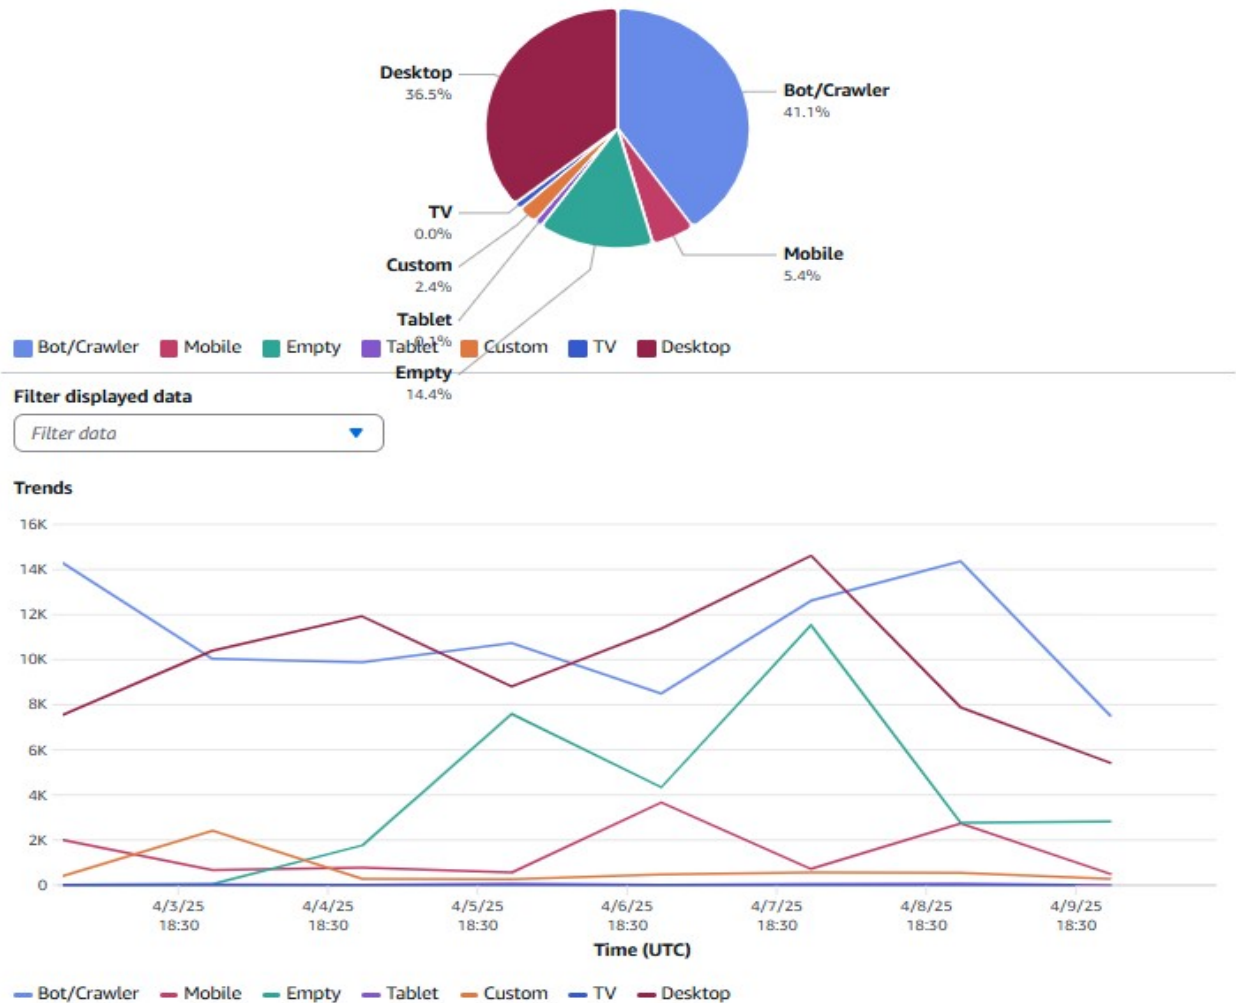 Desktop
36.5%
Bot/Crawler
41.1%
TV
0.0%
Mobile
5.4%
Custom
2.4%
Tablet
0.1%
Bot/Crawler Mobile Empty Tablet Custom TV Desktop
Empty
14.4%
Filter displayed data
Filter data
Trends
16K
14K
12K
10K
8K
6K
4K
2K
0
4/3/25 4/4/25 4/5/25 4/6/25 4/7/25 4/8/25 4/9/25
18:30 18:30 18:30 18:30 18:30 18:30 18:30
Time (UTC)
Bot/Crawler Mobile Empty Tablet Custom TV Desktop